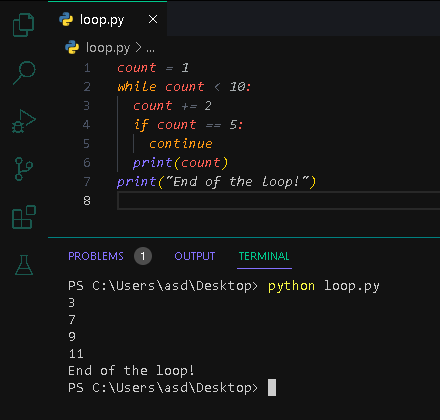 loop.py
loop.py > ...
1 count = 1
2 while count < 10:
3 count += 2
4 if count == 5:
5 continue
6 print(count)
7 print("End of the loop!")
8
PROBLEMS 1 OUTPUT TERMINAL
PS C:\Users\asd\Desktop> python loop.py
3
7
9
11
End of the loop!
PS C:\Users\asd\Desktop>